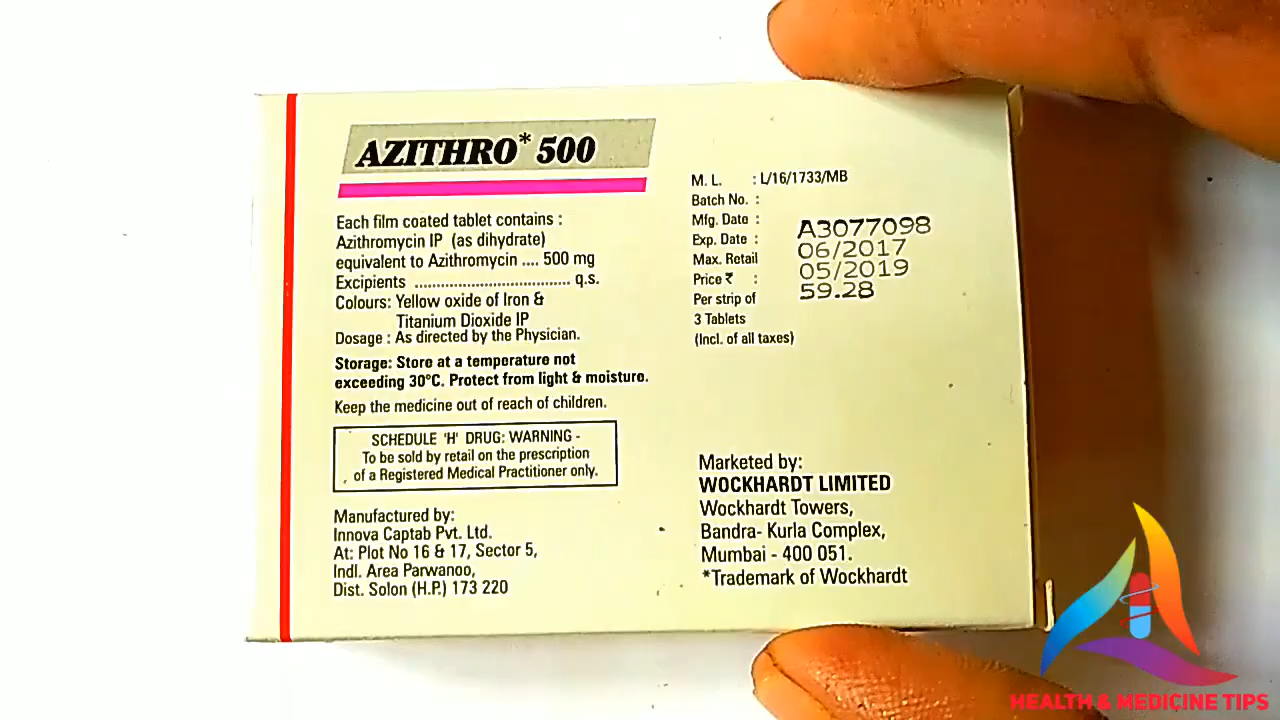 AZITHRO* 500
Each film coated tablet contains :
Azithromycin IP (as dihydrate)
equivalent to Azithromycin .... 500 mg
Excipients ................................... q.s.
Colours: Yellow oxide of Iron &
Titanium Dioxide IP
Dosage : As directed by the Physician.
Storage: Store at a temperature not
exceeding 30°C. Protect from light & moisture.
Keep the medicine out of reach of children.
SCHEDULE 'H' DRUG: WARNING -
To be sold by retail on the prescription
of a Registered Medical Practitioner only.
Manufactured by:
Innova Captab Pvt. Ltd.
At: Plot No 16 & 17, Sector 5,
Indl. Area Parwanoo,
Dist. Solon (H.P.) 173 220
M. L. : L/16/1733/MB
Batch No. :
Mfg. Date :
Exp. Date :
Max. Retail
Price ₹ :
Per strip of
3 Tablets
(Incl. of all taxes)
A3077098
06/2017
05/2019
59.28
Marketed by:
WOCKHARDT LIMITED
Wockhardt Towers,
Bandra- Kurla Complex,
Mumbai - 400 051.
*Trademark of Wockhardt
HEALTH & MEDICINE TIPS